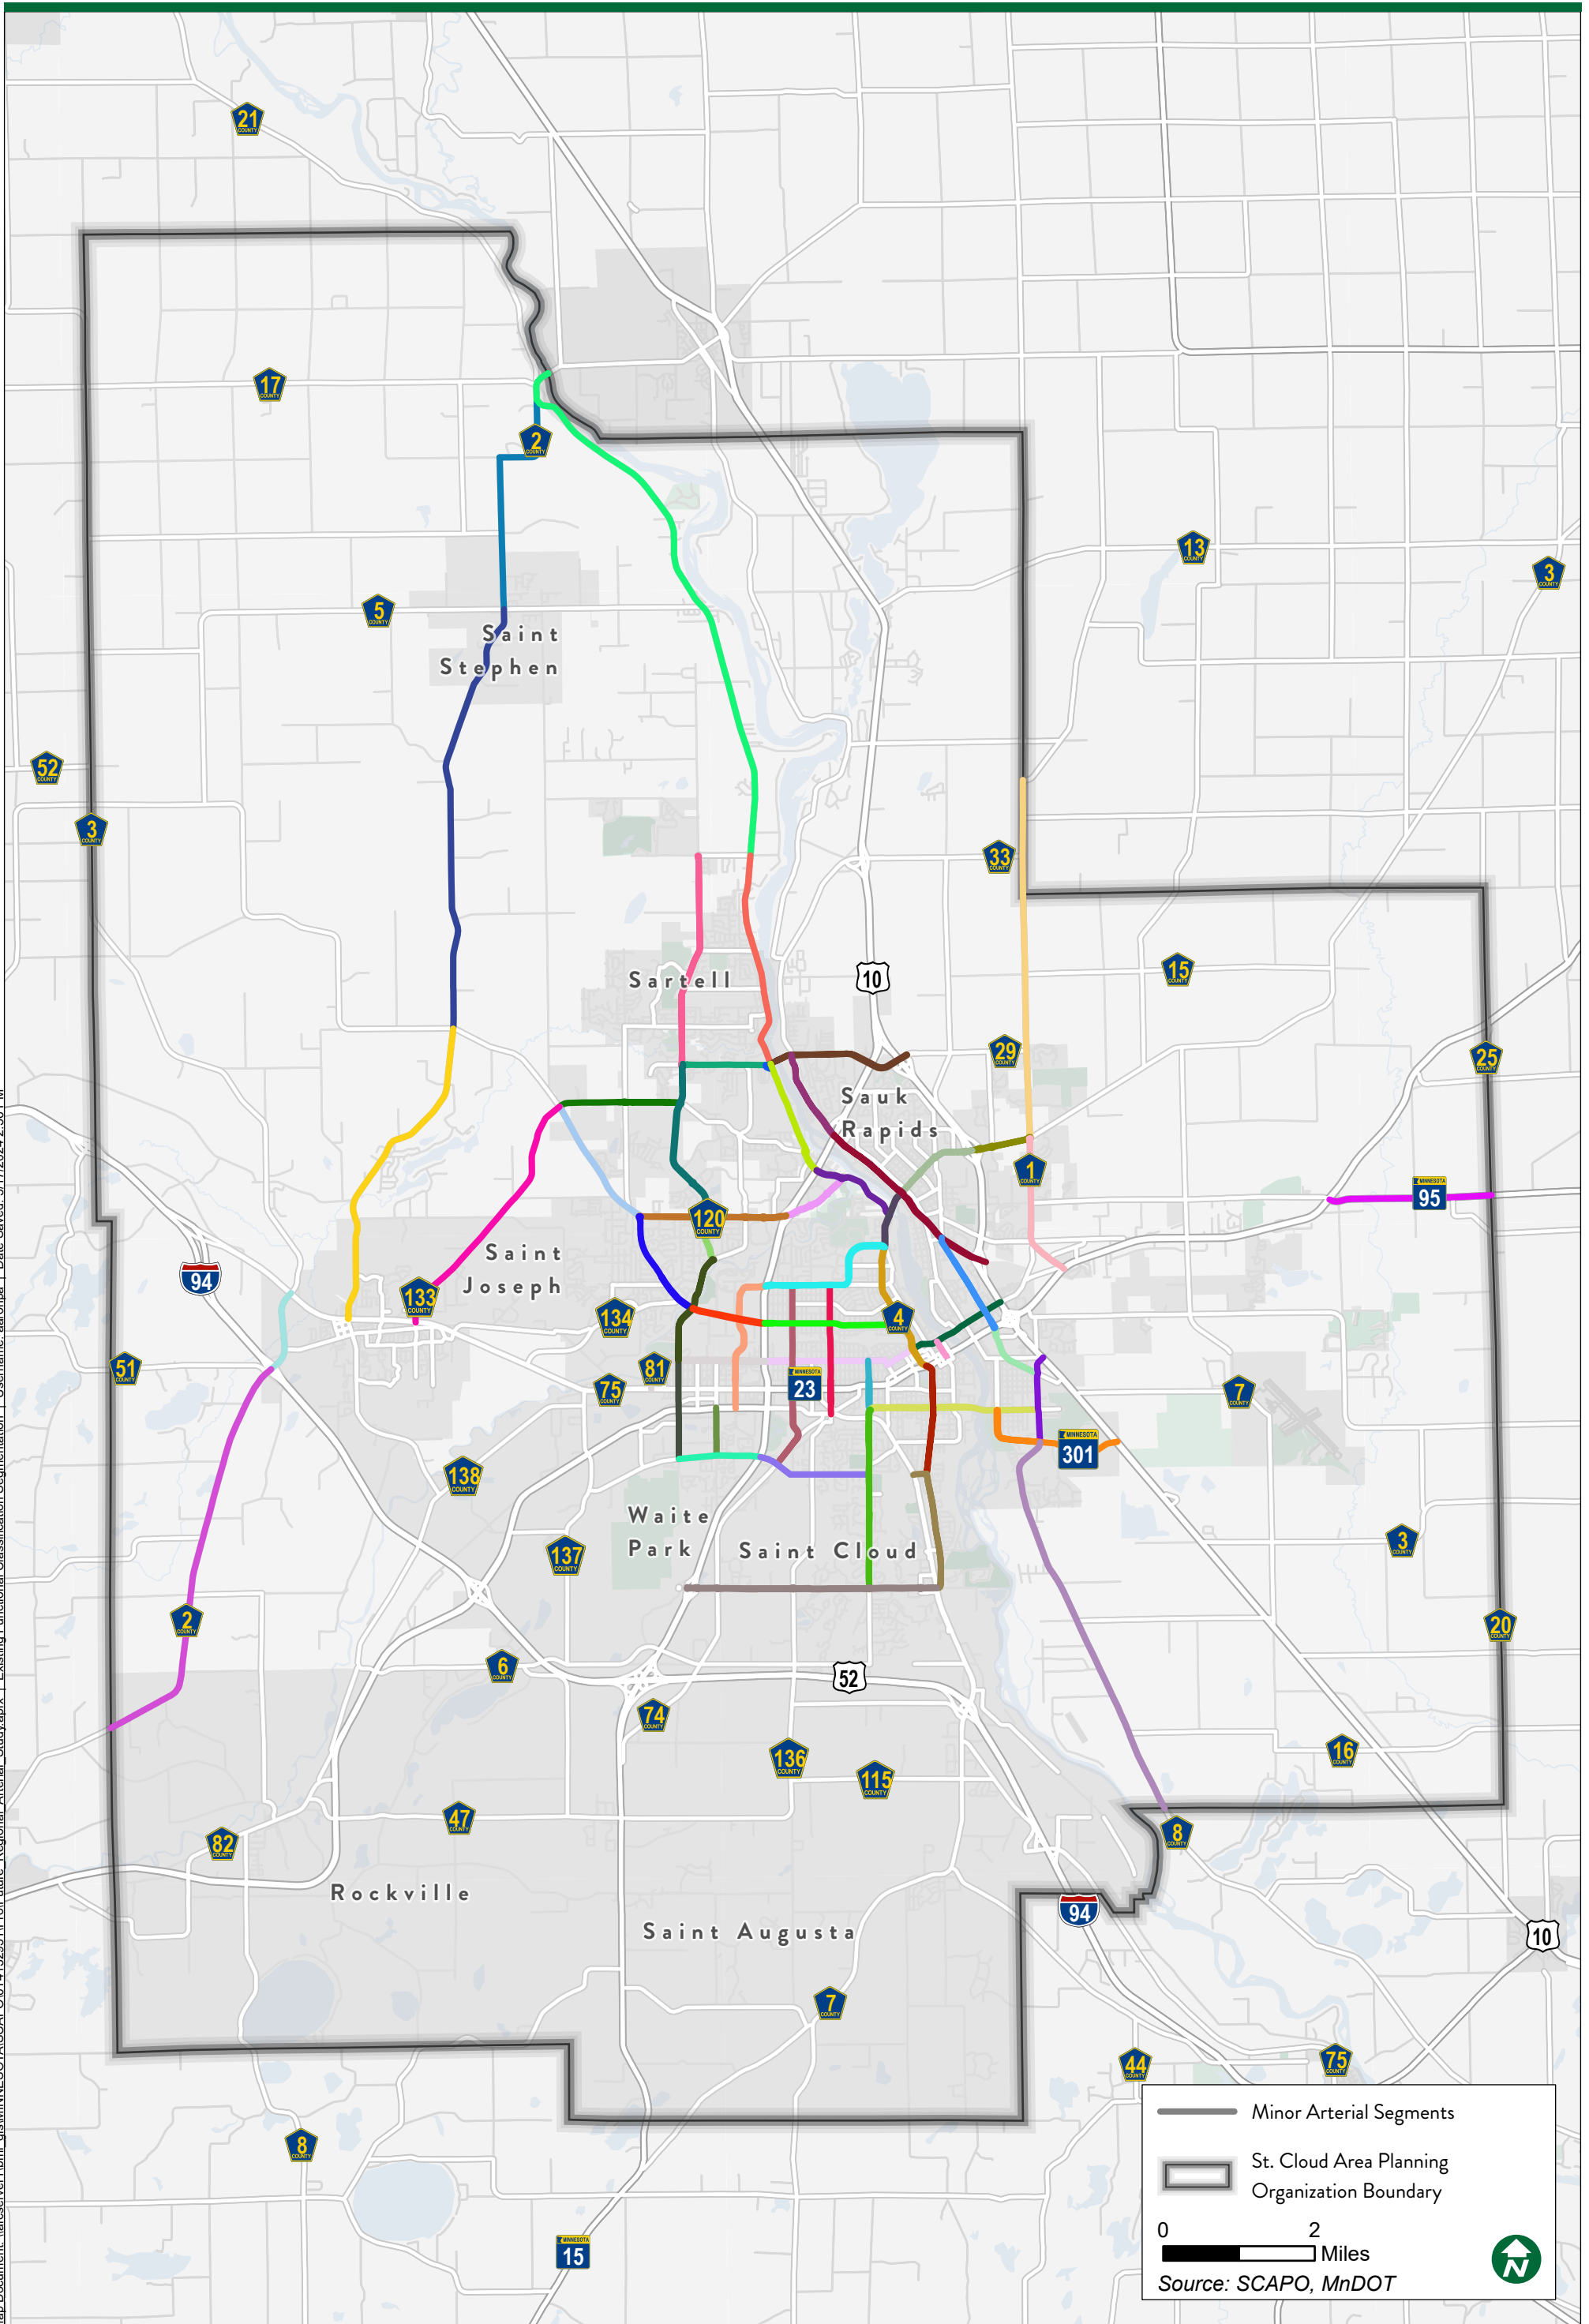 21 COUNTY
17 COUNTY
2 COUNTY
13 COUNTY
3 COUNTY
5 COUNTY
Saint
Stephen
52 COUNTY
3 COUNTY
33 COUNTY
15 COUNTY
Sartell
10
29 COUNTY
25 COUNTY
Sauk
Rapids
1 COUNTY
MINNESOTA 95
120 COUNTY
Saint
Joseph
94
133 COUNTY
134 COUNTY
4 COUNTY
51 COUNTY
81 COUNTY
75 COUNTY
MINNESOTA 23
7 COUNTY
MINNESOTA 301
138 COUNTY
Waite
Park
Saint Cloud
137 COUNTY
3 COUNTY
2 COUNTY
20 COUNTY
6 COUNTY
52
74 COUNTY
136 COUNTY
115 COUNTY
16 COUNTY
47 COUNTY
82 COUNTY
8 COUNTY
Rockville
94
Saint Augusta
10
7 COUNTY
44 COUNTY
75 COUNTY
8 COUNTY
MINNESOTA 15
Minor Arterial Segments
St. Cloud Area Planning
Organization Boundary
0 2
Miles
N
Source: SCAPO, MnDOT